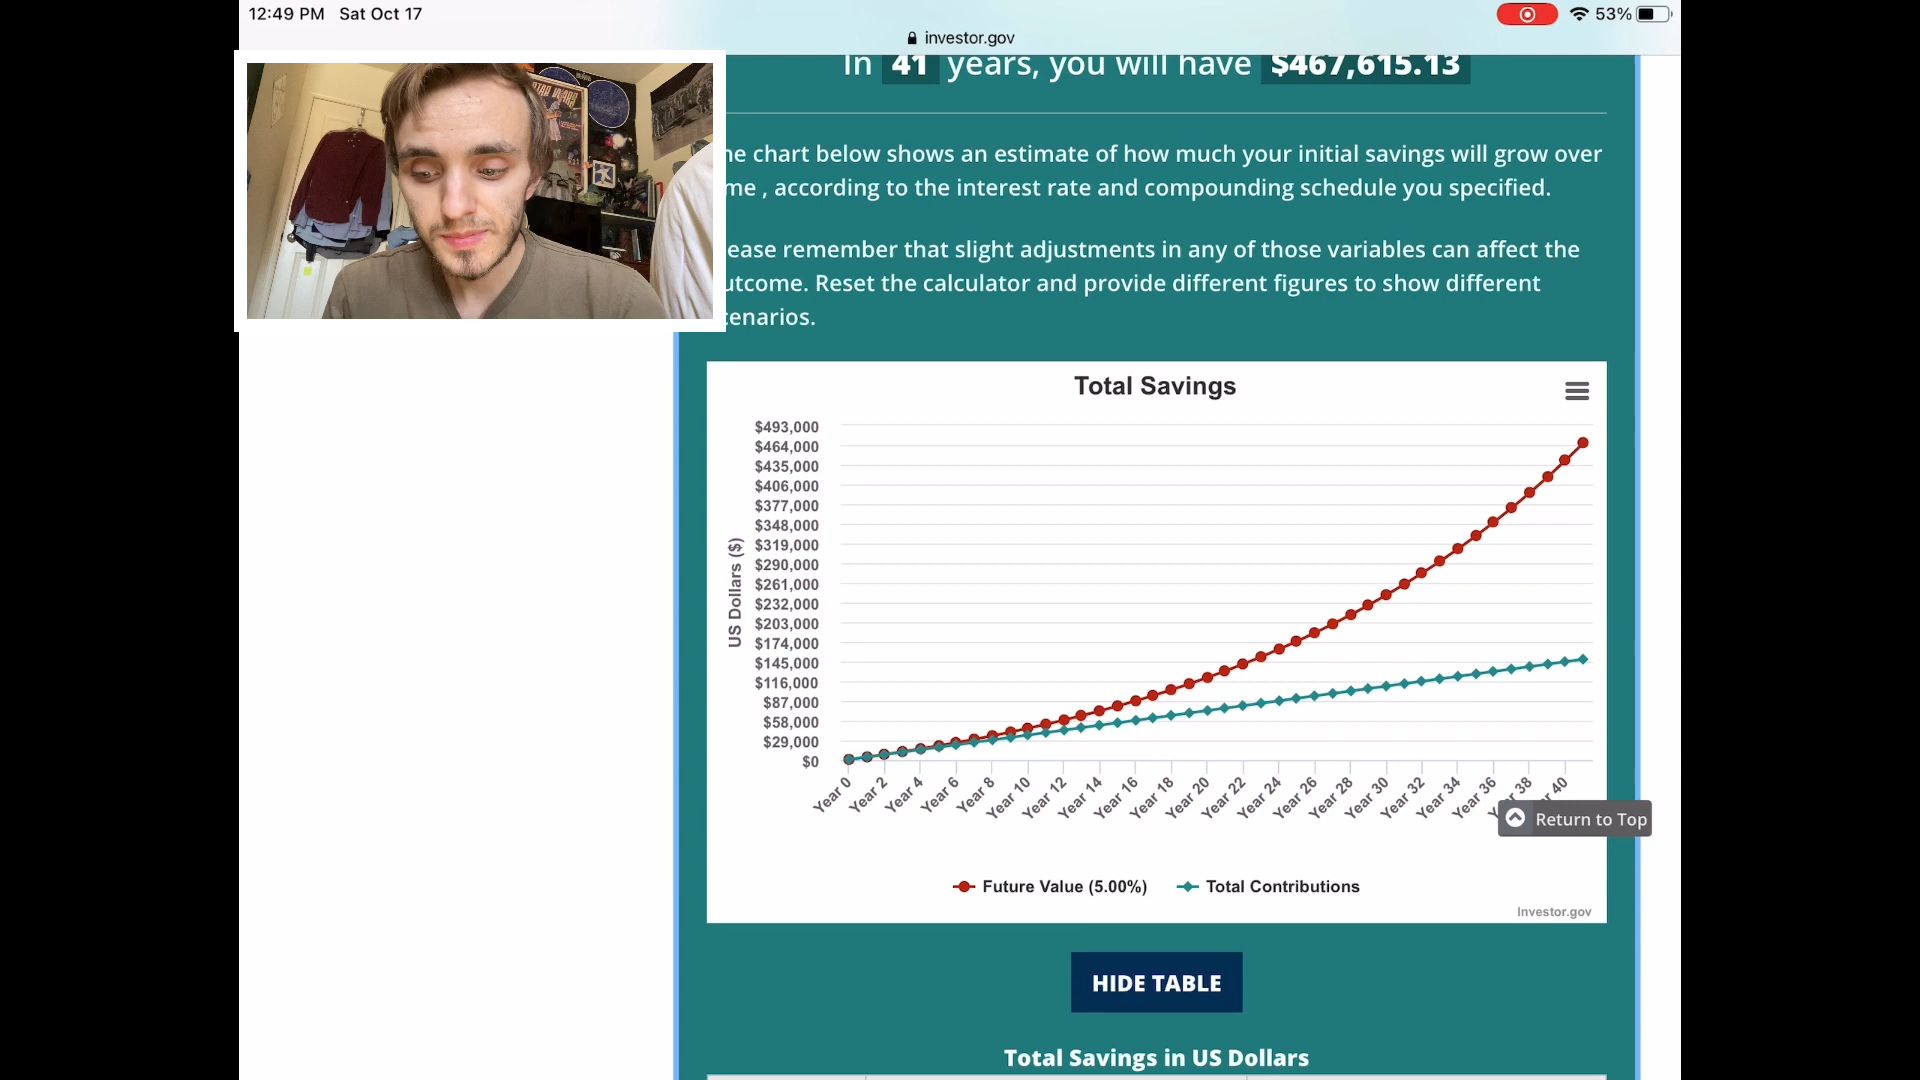 12:49 PM Sat Oct 17
53%
investor.gov
In 41 years, you will have $467,615.13
he chart below shows an estimate of how much your initial savings will grow over
me , according to the interest rate and compounding schedule you specified.
ease remember that slight adjustments in any of those variables can affect the
utcome. Reset the calculator and provide different figures to show different
enarios.
Total Savings
US Dollars ($)
$493,000
$464,000
$435,000
$406,000
$377,000
$348,000
$319,000
$290,000
$261,000
$232,000
$203,000
$174,000
$145,000
$116,000
$87,000
$58,000
$29,000
$0
Year 0 Year 2 Year 4 Year 6 Year 8 Year 10 Year 12 Year 14 Year 16 Year 18 Year 20 Year 22 Year 24 Year 26 Year 28 Year 30 Year 32 Year 34 Year 36 38 40
Return to Top
Future Value (5.00%) Total Contributions
Investor.gov
HIDE TABLE
Total Savings in US Dollars